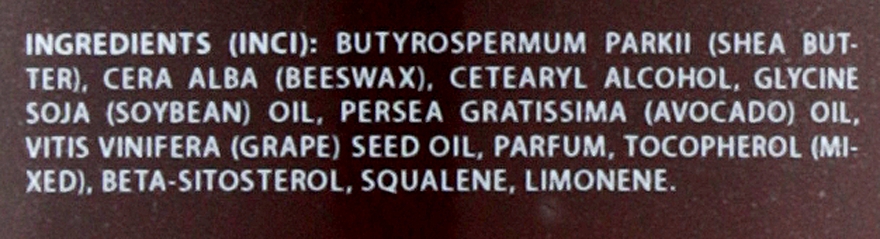 INGREDIENTS (INCI): BUTYROSPERMUM PARKII (SHEA BUT-
TER), CERA ALBA (BEESWAX), CETEARYL ALCOHOL, GLYCINE
SOJA (SOYBEAN) OIL, PERSEA GRATISSIMA (AVOCADO) OIL,
VITIS VINIFERA (GRAPE) SEED OIL, PARFUM, TOCOPHEROL (MI-
XED), BETA-SITOSTEROL, SQUALENE, LIMONENE.